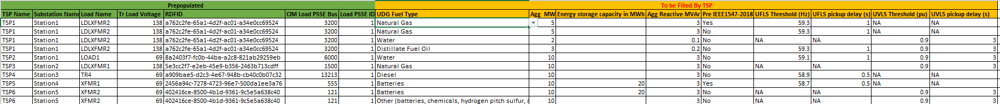 Prepopulated To be Filled By TSP
TSP Name Substation Name Load Name Tr Load Voltage RDFID CIM Load PSSE Bus Load PSSE ID UDG Fuel Type Agg MW Energy storage capacity in MWh Agg Reactive MVAr Pre IEEE1547-2018 UFLS Threshold (Hz) UFLS pickup delay (s) UVLS Threshold (pu) UVLS pickup delay (s)
TSP1 Station1 LDLXFMR2 138 a762c2fe-65a1-4d2f-ac01-a34e0cc69524 3200 1 Natural Gas 5 3 Yes 59.3 1 NA NA
TSP1 Station1 LDLXFMR2 138 a762c2fe-65a1-4d2f-ac01-a34e0cc69524 3200 1 Natural Gas 5 3 No 59.3 1 NA NA
TSP1 Station1 LDLXFMR2 138 a762c2fe-65a1-4d2f-ac01-a34e0cc69524 3200 1 Water 2 0.1 No NA NA 0.9 3
TSP1 Station1 LDLXFMR2 138 a762c2fe-65a1-4d2f-ac01-a34e0cc69524 3200 1 Distillate Fuel Oil 3 0.2 No 59.3 1 0.9 3
TSP2 Station1 LOAD1 69 8a2403f7-fc0b-44ba-a2c8-821ab29259eb 6000 1 Water 10 3 No 59.1 1 0.9 3
TSP3 Station2 LDLXFMR1 138 5e3cc2f7-e2eb-45e9-b356-2463b713cdff 1500 1 Natural Gas 10 3 No NA NA 0.9 3
TSP4 Station3 TR4 69 a909bae5-d2c3-4e67-948b-cb40c0b07c32 13213 1 Diesel 10 3 No 58.9 0.5 NA NA
TSP5 Station4 XFMR1 69 2456a94c-7278-4723-96e7-500da1ee3a76 555 1 Batteries 10 20 3 Yes 58.7 0.5 NA NA
TSP6 Station5 XFMR2 69 402416ce-8500-4b1d-9361-9c5e5a638c40 121 1 Batteries 10 20 3 No NA NA 0.9 3
TSP6 Station5 XFMR2 69 402416ce-8500-4b1d-9361-9c5e5a638c40 121 1 Other (batteries, chemicals, hydrogen pitch sulfur, 10 3 No NA NA 0.9 3